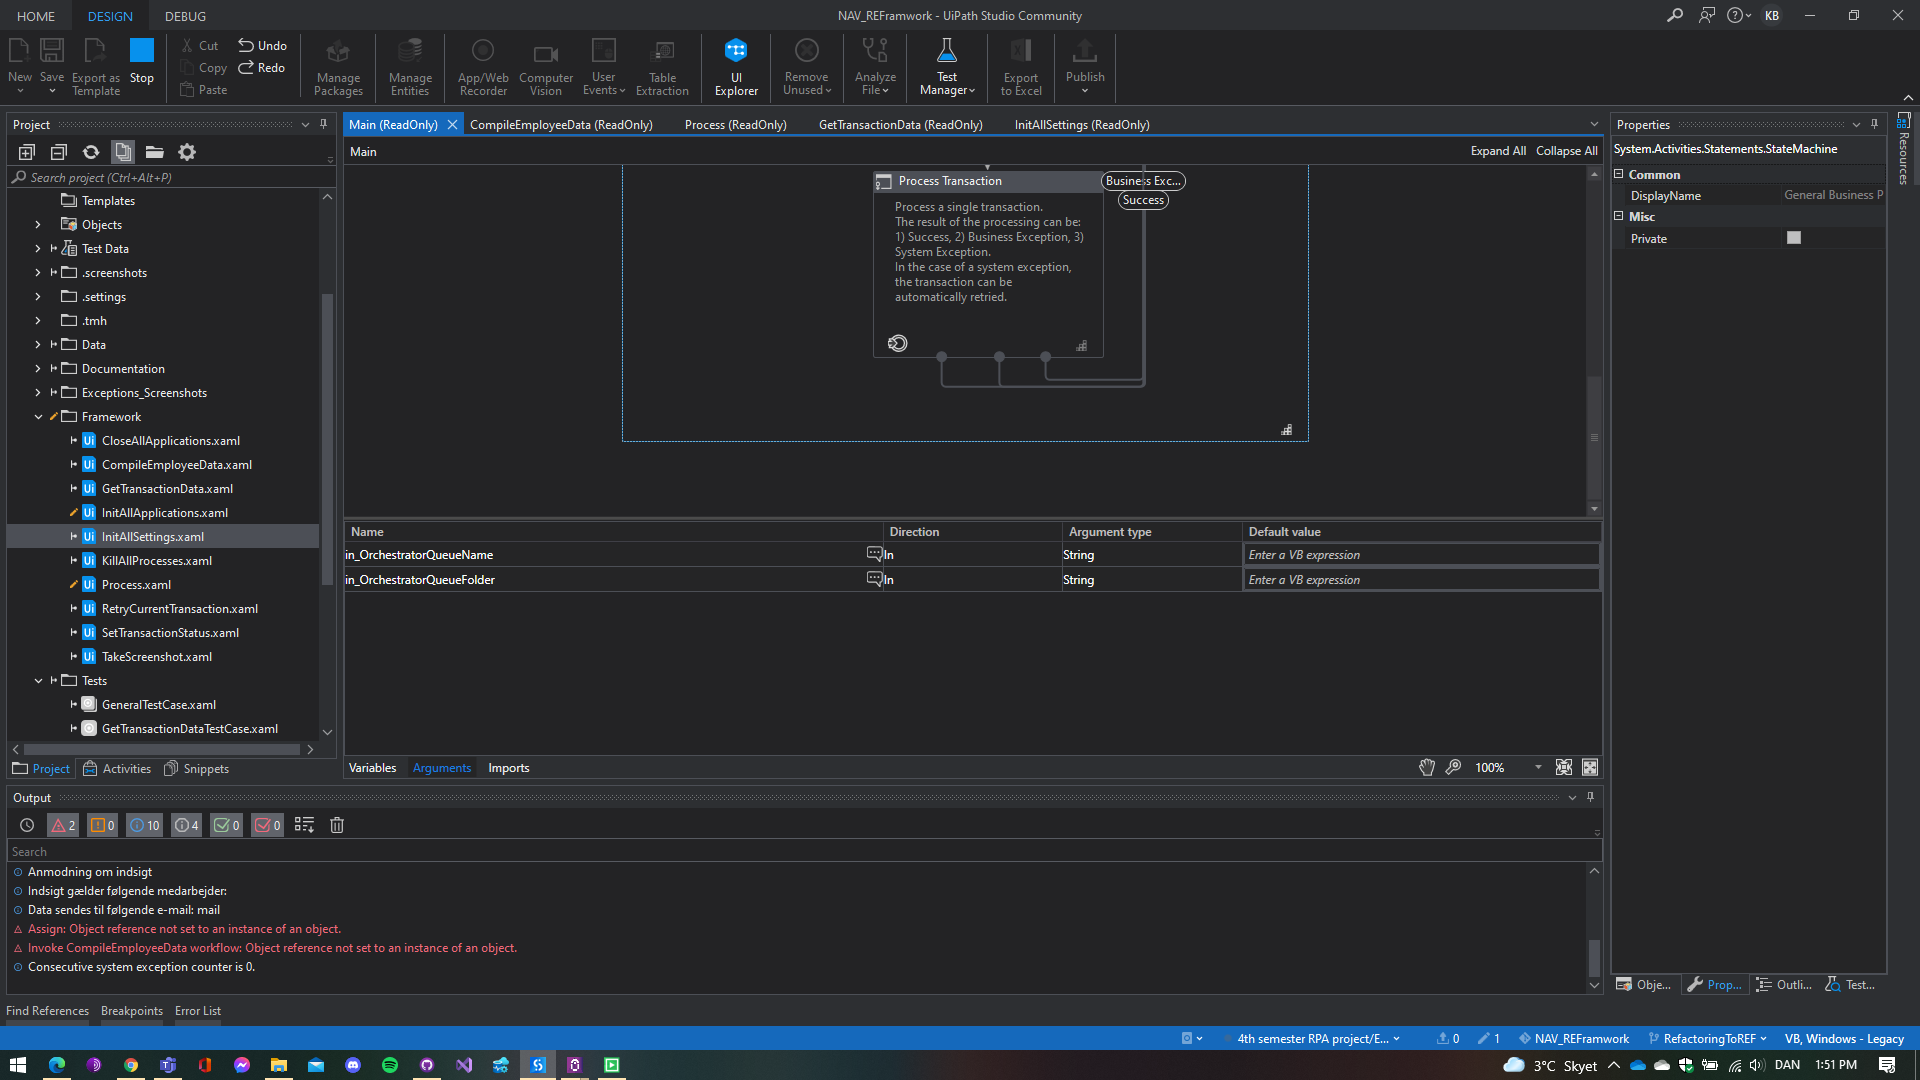 HOME DESIGN DEBUG NAV_REFramwork - UiPath Studio Community KB
New Save Export as Template Stop Cut Copy Paste Undo Redo Manage Packages Manage Entities App/Web Recorder Computer Vision User Events Table Extraction UI Explorer Remove Unused Analyze File Test Manager Export to Excel Publish
Project
Search project (Ctrl+Alt+P)
Templates
Objects
Test Data
.screenshots
.settings
.tmh
Data
Documentation
Exceptions_Screenshots
Framework
Ui CloseAllApplications.xaml
Ui CompileEmployeeData.xaml
Ui GetTransactionData.xaml
Ui InitAllApplications.xaml
Ui InitAllSettings.xaml
Ui KillAllProcesses.xaml
Ui Process.xaml
Ui RetryCurrentTransaction.xaml
Ui SetTransactionStatus.xaml
Ui TakeScreenshot.xaml
Tests
GeneralTestCase.xaml
GetTransactionDataTestCase.xaml
Project Activities Snippets
Main (ReadOnly) CompileEmployeeData (ReadOnly) Process (ReadOnly) GetTransactionData (ReadOnly) InitAllSettings (ReadOnly)
Main Expand All Collapse All
Process Transaction Business Exc...
Success
Process a single transaction.
The result of the processing can be:
1) Success, 2) Business Exception, 3)
System Exception.
In the case of a system exception,
the transaction can be
automatically retried.
Name Direction Argument type Default value
in_OrchestratorQueueName In String Enter a VB expression
in_OrchestratorQueueFolder In String Enter a VB expression
Variables Arguments Imports 100%
Properties
System.Activities.Statements.StateMachine
Common
DisplayName General Business P
Misc
Private
Resources
Obje... Prop... Outli... Test...
Output
2 0 10 4 0 0
Search
Anmodning om indsigt
Indsigt gælder følgende medarbejder:
Data sendes til følgende e-mail: mail
Assign: Object reference not set to an instance of an object.
Invoke CompileEmployeeData workflow: Object reference not set to an instance of an object.
Consecutive system exception counter is 0.
Find References Breakpoints Error List
4th semester RPA project/E... 0 1 NAV_REFramwork RefactoringToREF VB, Windows - Legacy
3°C Skyet DAN 1:51 PM